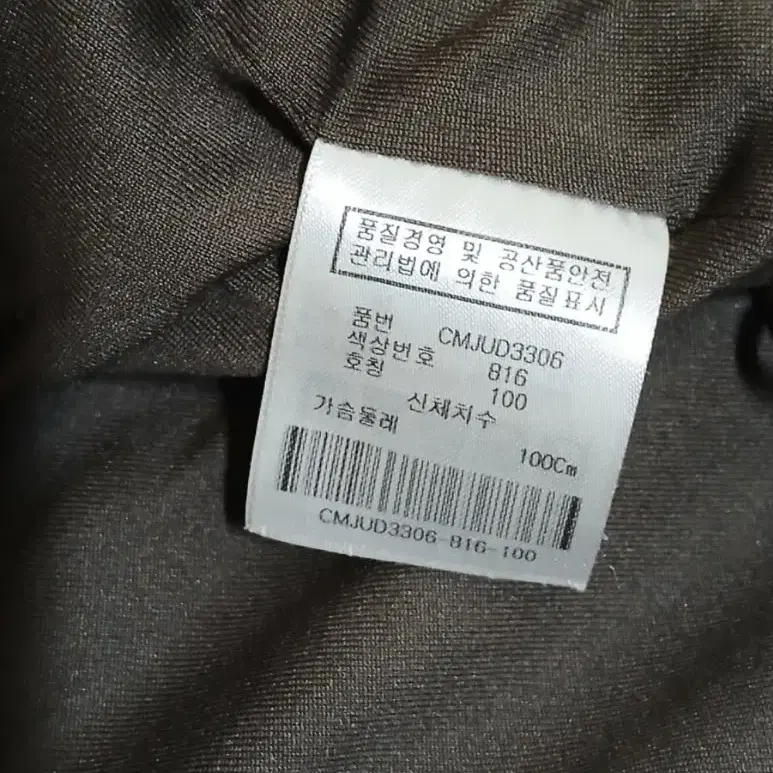 품질경영 및 공산품안전
관리법에 의한 품질표시
품번 CMJUD3306
색상번호 816
호칭 100
신체치수
가슴둘레 100Cm
CMJUD3306-816-100